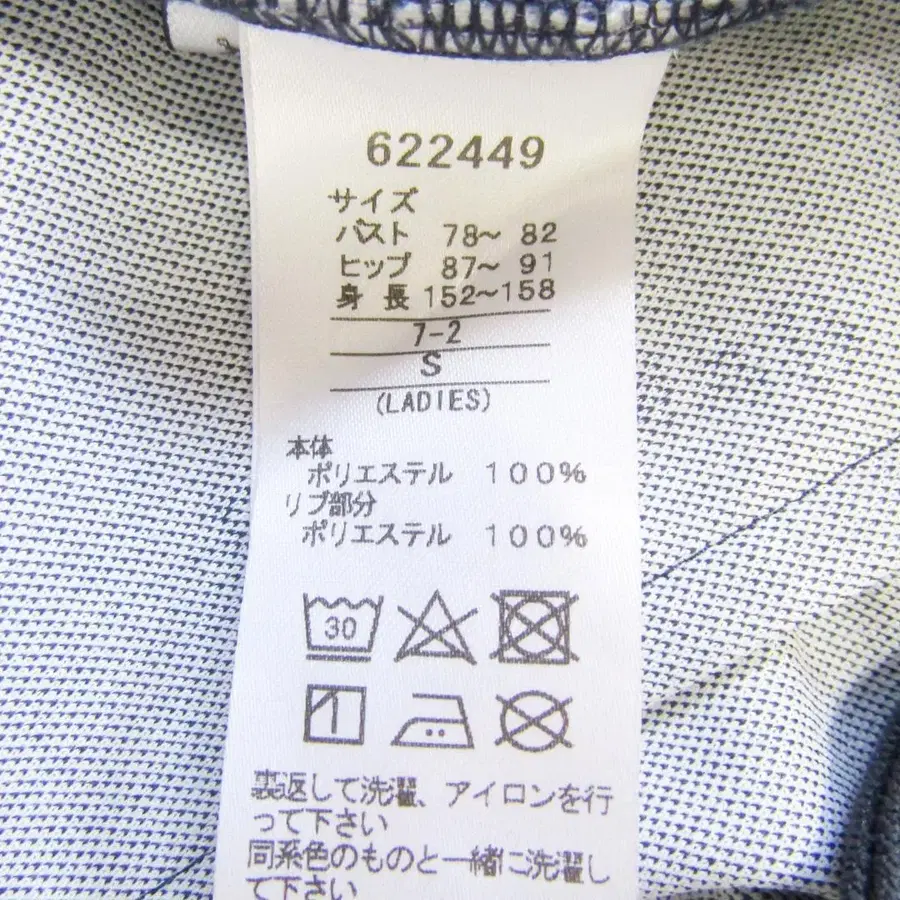 622449
サイズ
バスト 78〜 82
ヒップ 87〜 91
身 長 152〜158
7-2
S
(LADIES)
本体
ポリエステル 100%
リブ部分
ポリエステル 100%
30
裏返して洗濯、アイロンを行
って下さい
同系色のものと一緒に洗濯し
て下さい